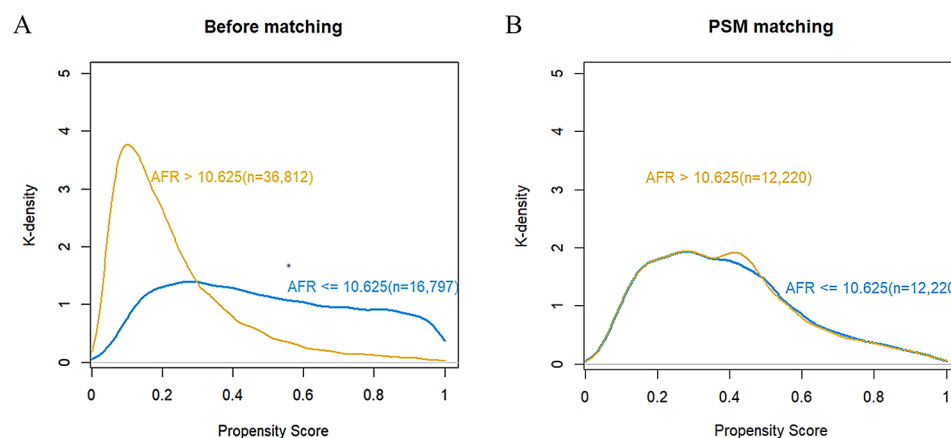 A
Before matching
K-density
5
4
3
2
1
0
AFR > 10.625(n=36,812)
*
AFR <= 10.625(n=16,797)
0
0.2
0.4
0.6
0.8
1
Propensity Score
B
PSM matching
K-density
5
4
3
2
1
0
AFR > 10.625(n=12,220)
AFR <= 10.625(n=12,220
0
0.2
0.4
0.6
0.8
1
Propensity Score